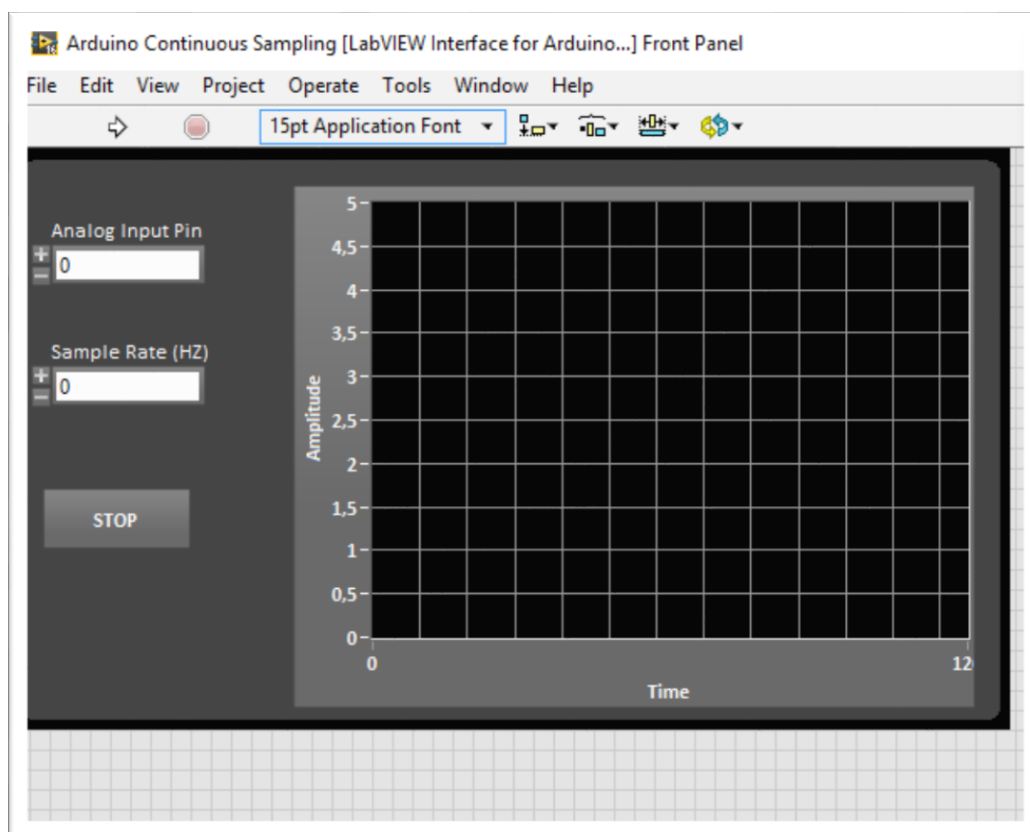 Arduino Continuous Sampling [LabVIEW Interface for Arduino...] Front Panel
File Edit View Project Operate Tools Window Help
15pt Application Font
Analog Input Pin
0
Sample Rate (HZ)
0
STOP
Amplitude
5
4,5
4
3,5
3
2,5
2
1,5
1
0,5
0
0 12
Time